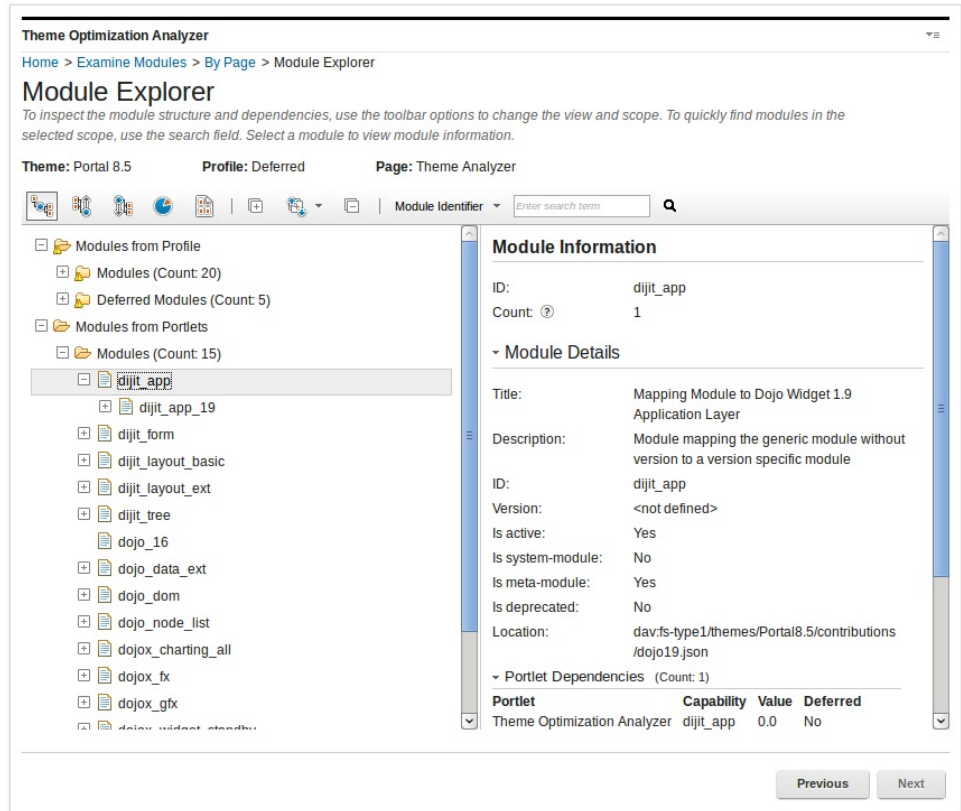 Theme Optimization Analyzer
Home > Examine Modules > By Page > Module Explorer
Module Explorer
To inspect the module structure and dependencies, use the toolbar options to change the view and scope. To quickly find modules in the
selected scope, use the search field. Select a module to view module information.
Theme: Portal 8.5 Profile: Deferred Page: Theme Analyzer
Module Identifier Enter search term
Modules from Profile
Modules (Count: 20)
Deferred Modules (Count: 5)
Modules from Portlets
Modules (Count: 15)
dijit_app
dijit_app_19
dijit_form
dijit_layout_basic
dijit_layout_ext
dijit_tree
dojo_16
dojo_data_ext
dojo_dom
dojo_node_list
dojox_charting_all
dojox_fx
dojox_gfx
dojox_widget_standby
Module Information
ID: dijit_app
Count: ? 1
Module Details
Title: Mapping Module to Dojo Widget 1.9
Application Layer
Description: Module mapping the generic module without
version to a version specific module
ID: dijit_app
Version: <not defined>
Is active: Yes
Is system-module: No
Is meta-module: Yes
Is deprecated: No
Location: dav:fs-type1/themes/Portal8.5/contributions
/dojo19.json
Portlet Dependencies (Count: 1)
Portlet Capability Value Deferred
Theme Optimization Analyzer dijit_app 0.0 No
Previous Next